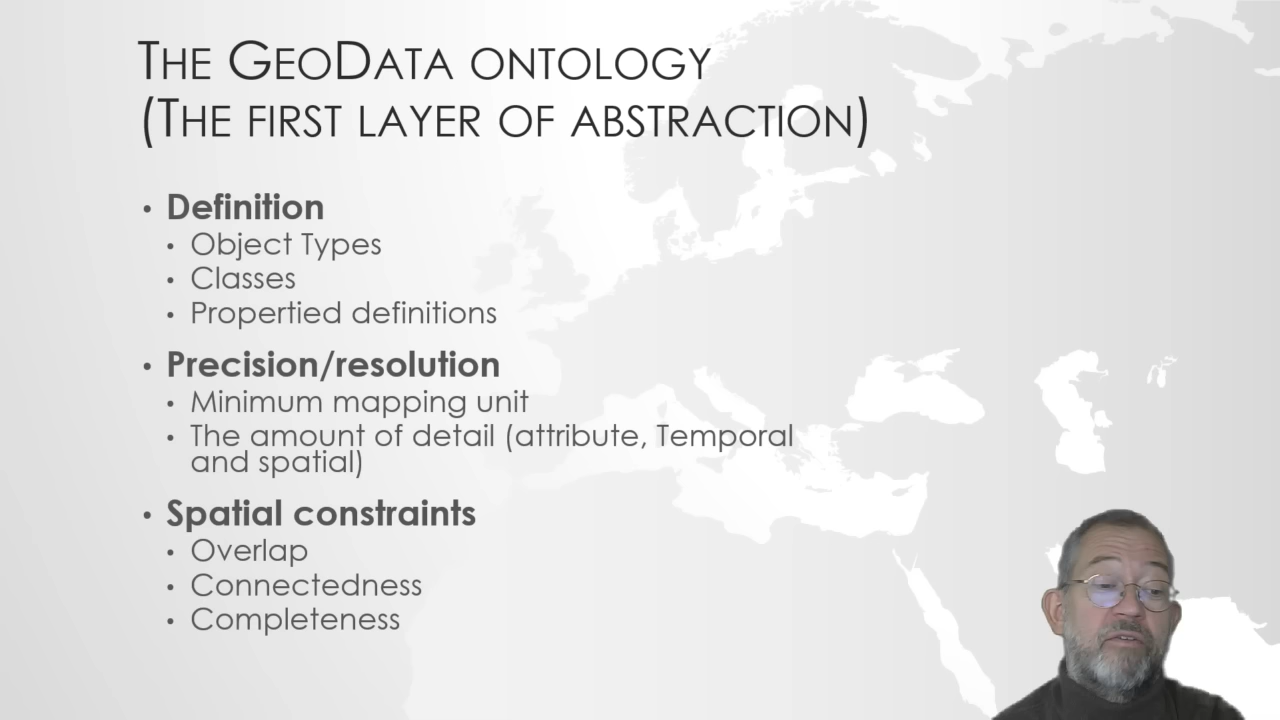 The GeoData ontology
(The first layer of abstraction)
• Definition
• Object Types
• Classes
• Propertied definitions
• Precision/resolution
• Minimum mapping unit
• The amount of detail (attribute, Temporal
and spatial)
• Spatial constraints
• Overlap
• Connectedness
• Completeness